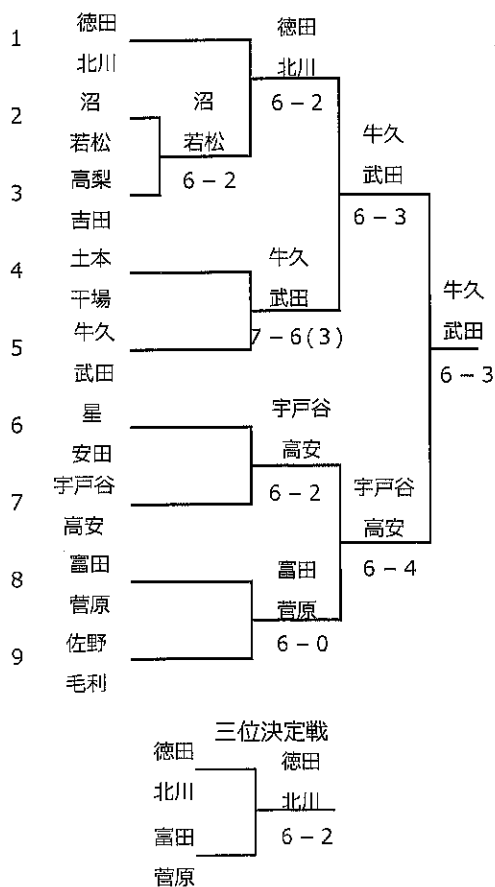 1
徳田
北川
2
沼
若松
3
高梨
吉田
4
土本
干場
5
牛久
武田
6
星
安田
7
宇戸谷
高安
8
富田
菅原
9
佐野
毛利
沼
若松
6-2
徳田
北川
6-2
牛久
武田
7-6(3)
宇戸谷
高安
6-2
富田
菅原
6-0
牛久
武田
6-3
宇戸谷
高安
6-4
牛久
武田
6-3
三位決定戦
徳田
北川
富田
菅原
徳田
北川
6-2